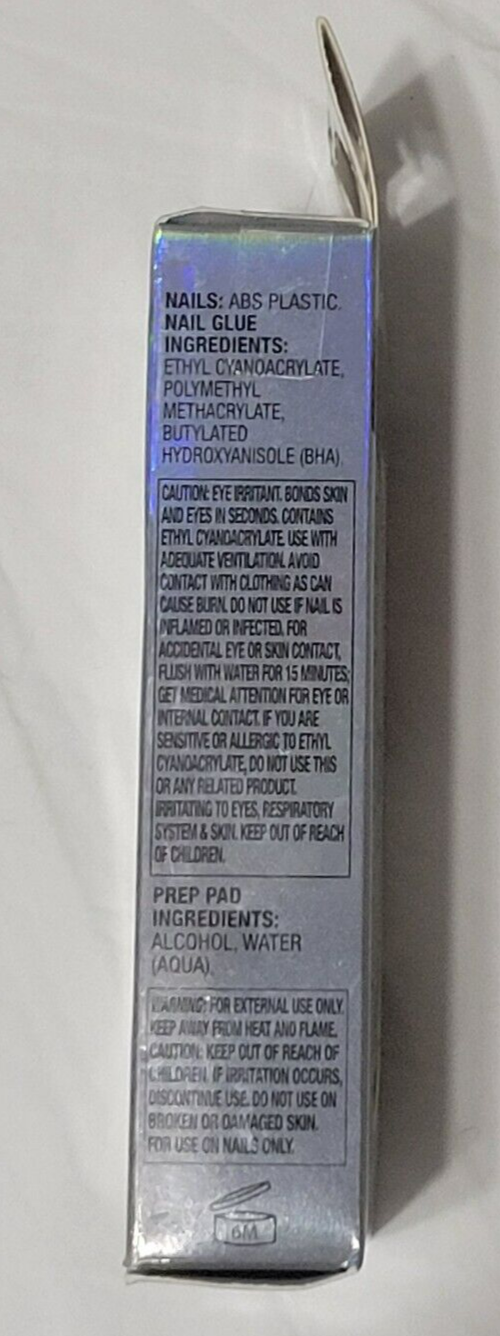 NAILS: ABS PLASTIC.
NAIL GLUE
INGREDIENTS:
ETHYL CYANOACRYLATE,
POLYMETHYL
METHACRYLATE,
BUTYLATED
HYDROXYANISOLE (BHA).
CAUTION: EYE IRRITANT. BONDS SKIN
AND EYES IN SECONDS. CONTAINS
ETHYL CYANOACRYLATE. USE WITH
ADEQUATE VENTILATION. AVOID
CONTACT WITH CLOTHING AS CAN
CAUSE BURN. DO NOT USE IF NAIL IS
INFLAMED OR INFECTED. FOR
ACCIDENTAL EYE OR SKIN CONTACT,
FLUSH WITH WATER FOR 15 MINUTES;
GET MEDICAL ATTENTION FOR EYE OR
INTERNAL CONTACT. IF YOU ARE
SENSITIVE OR ALLERGIC TO ETHYL
CYANOACRYLATE, DO NOT USE THIS
OR ANY RELATED PRODUCT.
IRRITATING TO EYES, RESPIRATORY
SYSTEM & SKIN. KEEP OUT OF REACH
OF CHILDREN.
PREP PAD
INGREDIENTS:
ALCOHOL, WATER
(AQUA).
WARNING: FOR EXTERNAL USE ONLY.
KEEP AWAY FROM HEAT AND FLAME.
CAUTION: KEEP OUT OF REACH OF
CHILDREN. IF IRRITATION OCCURS,
DISCONTINUE USE. DO NOT USE ON
BROKEN OR DAMAGED SKIN.
FOR USE ON NAILS ONLY.
6M